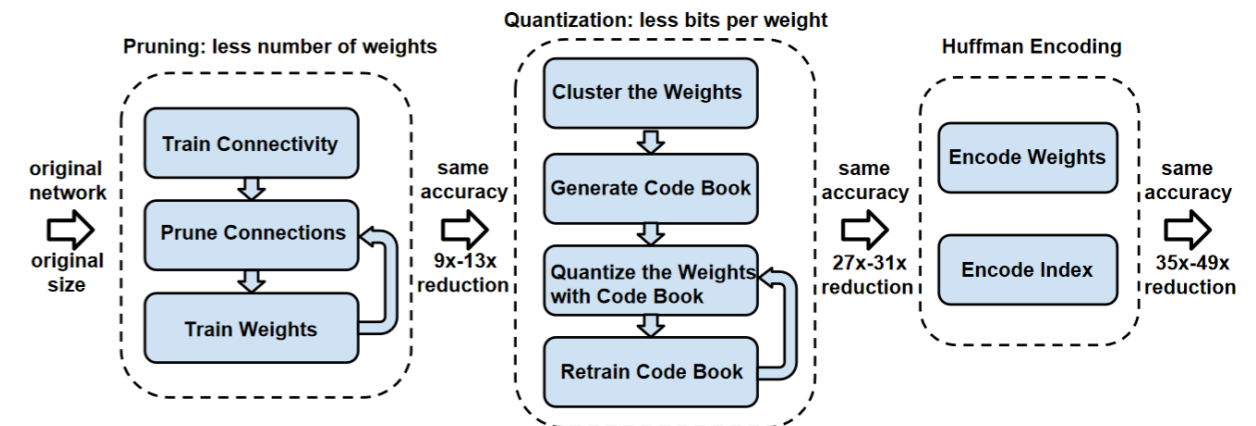 Quantization: less bits per weight
Pruning: less number of weights
Huffman Encoding
original
network
original
size
Train Connectivity
Prune Connections
Train Weights
same
accuracy
9x-13x
reduction
Cluster the Weights
Generate Code Book
Quantize the Weights
with Code Book
Retrain Code Book
same
accuracy
27x-31x
reduction
Encode Weights
Encode Index
same
accuracy
35x-49x
reduction